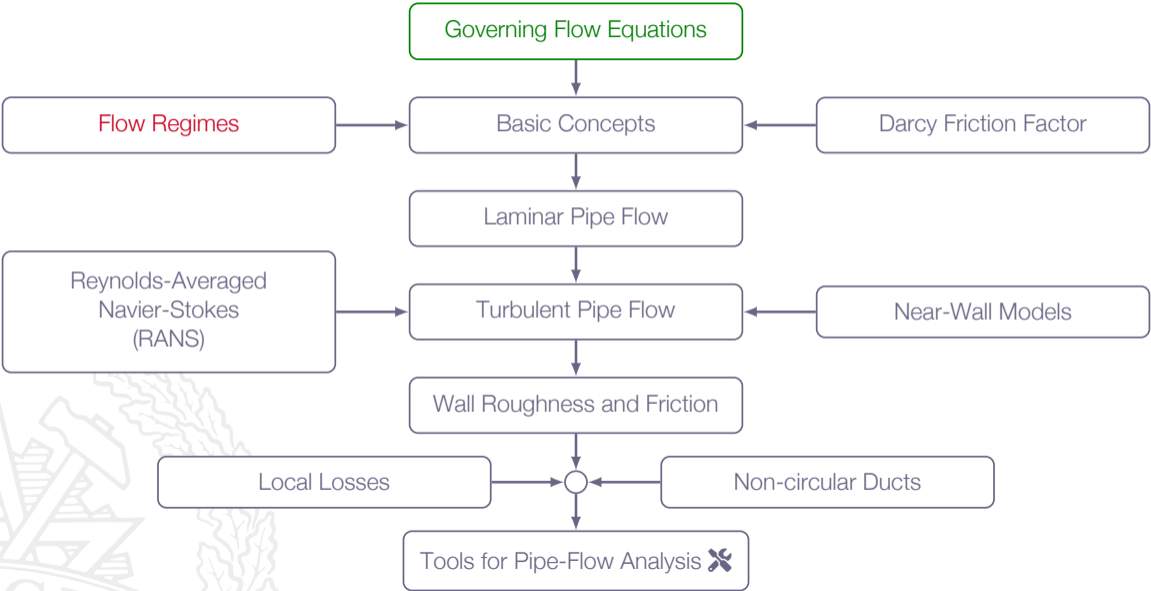 Governing Flow Equations
Flow Regimes
Basic Concepts
Darcy Friction Factor
Laminar Pipe Flow
Reynolds-Averaged
Navier-Stokes
(RANS)
Turbulent Pipe Flow
Near-Wall Models
Wall Roughness and Friction
Local Losses
Non-circular Ducts
Tools for Pipe-Flow Analysis